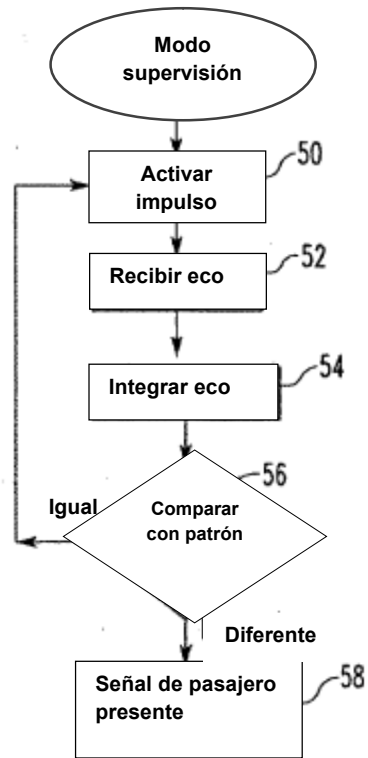 Modo
supervisión
50
Activar
impulso
52
Recibir eco
54
Integrar eco
56
Igual
Comparar
con patrón
Diferente
58
Señal de pasajero
presente